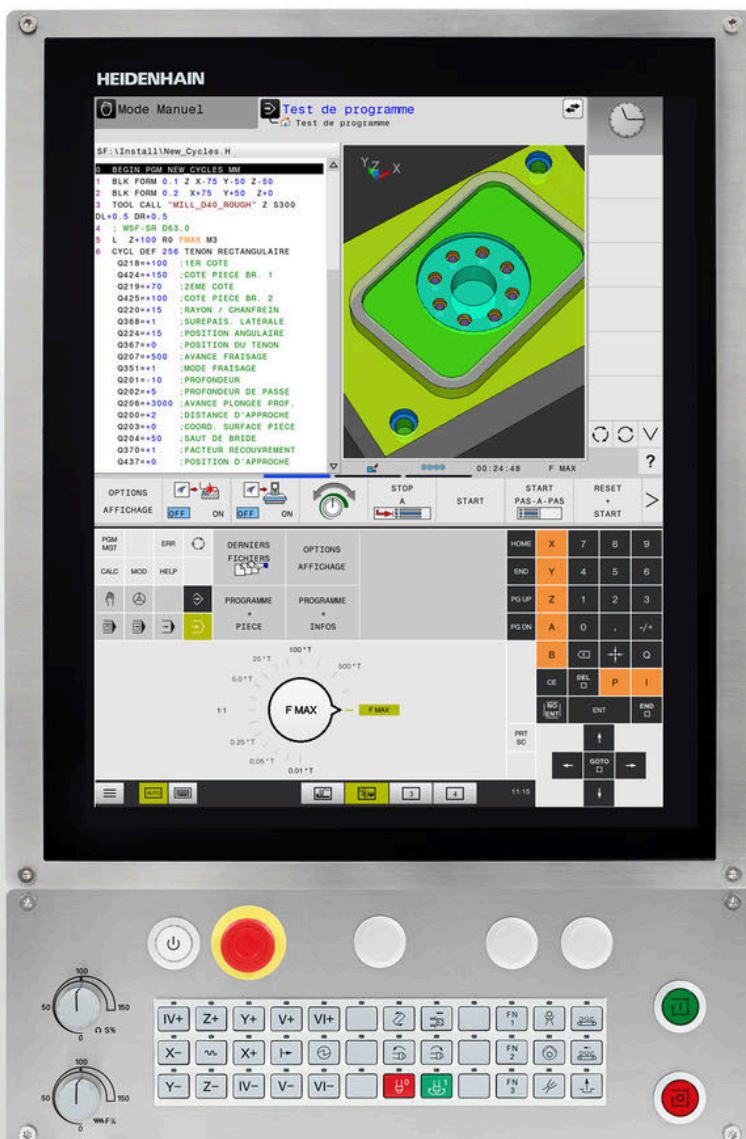 HEIDENHAIN
Mode Manuel
Test de programme
Test de programme
SF:\Install\New_Cycles.H
0 BEGIN PGM NEW_CYCLES MM
1 BLK FORM 0.1 Z X-75 Y-50 Z-50
2 BLK FORM 0.2 X+75 Y+50 Z+0
3 TOOL CALL "MILL_D40_ROUGH" Z S300
DL+0.5 DR+0.5
4 ; WSF-SR D63.0
5 L Z+100 R0 FMAX M3
6 CYCL DEF 256 TENON RECTANGULAIRE
Q218=+100 ;1ER COTE
Q424=+150 ;COTE PIECE BR. 1
Q219=+70 ;2EME COTE
Q425=+100 ;COTE PIECE BR. 2
Q220=+15 ;RAYON / CHANFREIN
Q368=+1 ;SUREPAIS. LATERALE
Q224=+15 ;POSITION ANGULAIRE
Q367=+0 ;POSITION DU TENON
Q207=+500 ;AVANCE FRAISAGE
Q351=+1 ;MODE FRAISAGE
Q201=-10 ;PROFONDEUR
Q202=+5 ;PROFONDEUR DE PASSE
Q206=+3000 ;AVANCE PLONGEE PROF.
Q200=+2 ;DISTANCE D'APPROCHE
Q203=+0 ;COORD. SURFACE PIECE
Q204=+50 ;SAUT DE BRIDE
Q370=+1 ;FACTEUR RECOUVREMENT
Q437=+0 ;POSITION D'APPROCHE
Y Z X
00:24:48 F MAX
?
OPTIONS
AFFICHAGE
OFF ON
OFF ON
STOP
A
START
START
PAS-A-PAS
RESET
+
START
PGM
MGT
ERR
CALC MOD HELP
DERNIERS
FICHIERS
OPTIONS
AFFICHAGE
PROGRAMME
+
PIECE
PROGRAMME
+
INFOS
HOME X 7 8 9
END Y 4 5 6
PG UP Z 1 2 3
PG DN A 0 . -/+
B Q
CE DEL P I
NO
ENT
ENT
END
PRT
SC
GOTO
100*T
25*T
500*T
5.0*T
1:1
F MAX
F MAX
0.25*T
0.05*T
0.01*T
AUTO
3
4
11:15
100
50 150
0
S%
100
50 150
0
F%
IV+ Z+ Y+ V+ VI+ FN 1
X- X+ FN 2
Y- Z- IV- V- VI- 0 1 FN 3